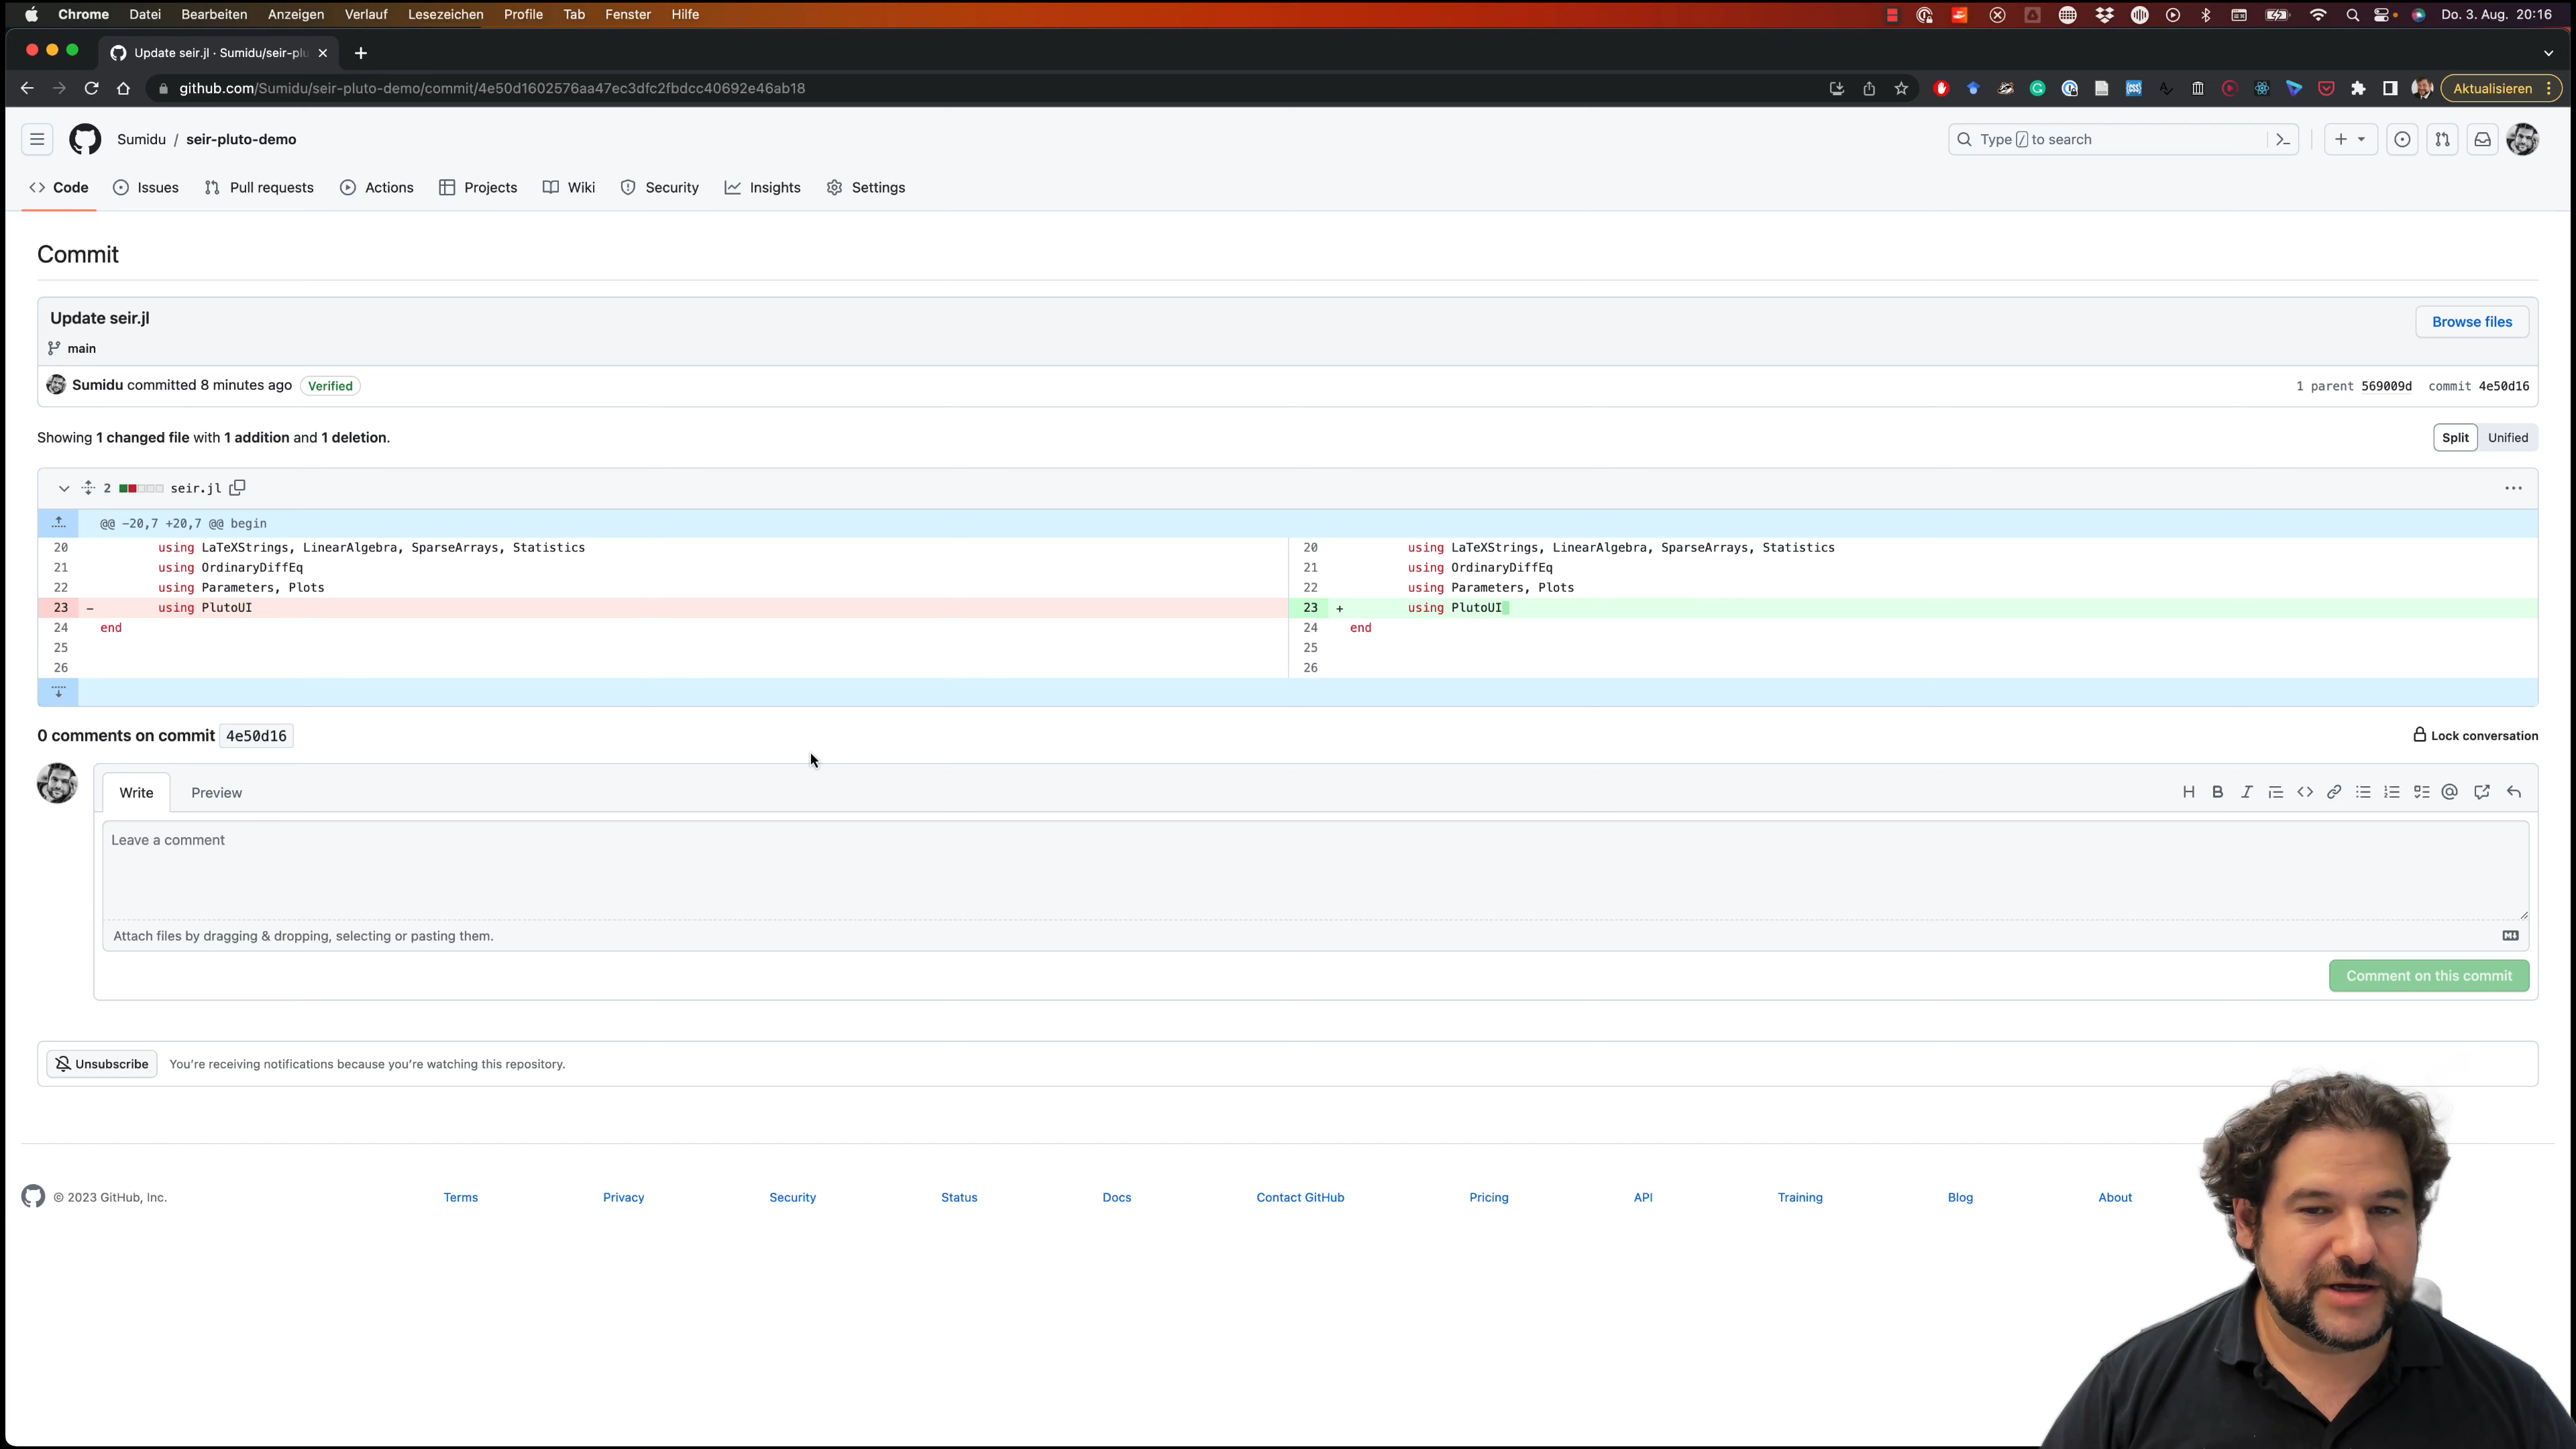 Chrome Datei Bearbeiten Anzeigen Verlauf Lesezeichen Profile Tab Fenster Hilfe Do. 3. Aug. 20:16
Update seir.jl · Sumidu/seir-plu
github.com/Sumidu/seir-pluto-demo/commit/4e50d1602576aa47ec3dfc2fbdcc40692e46ab18 Aktualisieren
Sumidu / seir-pluto-demo Type / to search
Code Issues Pull requests Actions Projects Wiki Security Insights Settings
Commit
Update seir.jl Browse files
main
Sumidu committed 8 minutes ago Verified 1 parent 569009d commit 4e50d16
Showing 1 changed file with 1 addition and 1 deletion. Split Unified
2 seir.jl
@@ -20,7 +20,7 @@ begin
20 using LaTeXStrings, LinearAlgebra, SparseArrays, Statistics 20 using LaTeXStrings, LinearAlgebra, SparseArrays, Statistics
21 using OrdinaryDiffEq 21 using OrdinaryDiffEq
22 using Parameters, Plots 22 using Parameters, Plots
23 - using PlutoUI 23 + using PlutoUI
24 end 24 end
25 25
26 26
0 comments on commit 4e50d16 Lock conversation
Write Preview
Leave a comment
Attach files by dragging & dropping, selecting or pasting them.
Comment on this commit
Unsubscribe You're receiving notifications because you're watching this repository.
© 2023 GitHub, Inc. Terms Privacy Security Status Docs Contact GitHub Pricing API Training Blog About